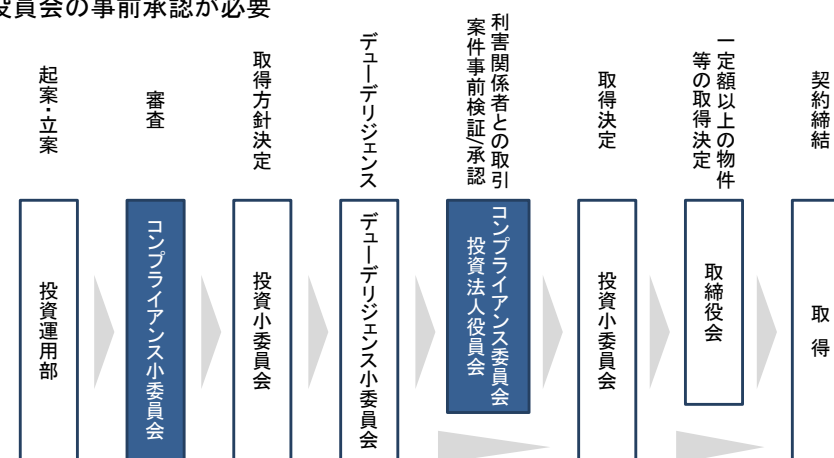 役員会の事前承認が必要
起案・立案
審査
取得方針決定
デューデリジェンス
利害関係者との取引
案件事前検証/承認
取得決定
一定額以上の物件
等の取得決定
契約締結
投資運用部
コンプライアンス小委員会
投資小委員会
デューデリジェンス小委員会
コンプライアンス委員会
投資法人役員会
投資小委員会
取締役会
取得